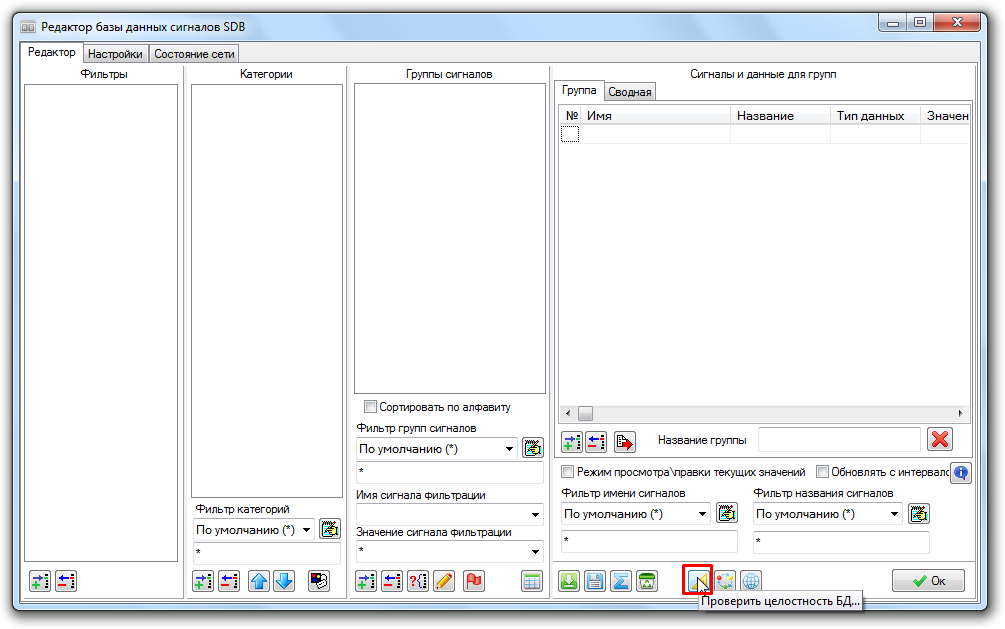 Редактор базы данных сигналов SDB
Редактор Настройки Состояние сети
Фильтры
Категории
Группы сигналов
Сигналы и данные для групп
Группа Сводная
№ Имя Название Тип данных Значен
Сортировать по алфавиту
Фильтр групп сигналов
По умолчанию (*)
*
Имя сигнала фильтрации
Значение сигнала фильтрации
*
Фильтр категорий
По умолчанию (*)
*
Название группы
Режим просмотра\правки текущих значений
Обновлять с интервалс
Фильтр имени сигналов
Фильтр названия сигналов
По умолчанию (*)
По умолчанию (*)
*
*
Ок
Проверить целостность БД...